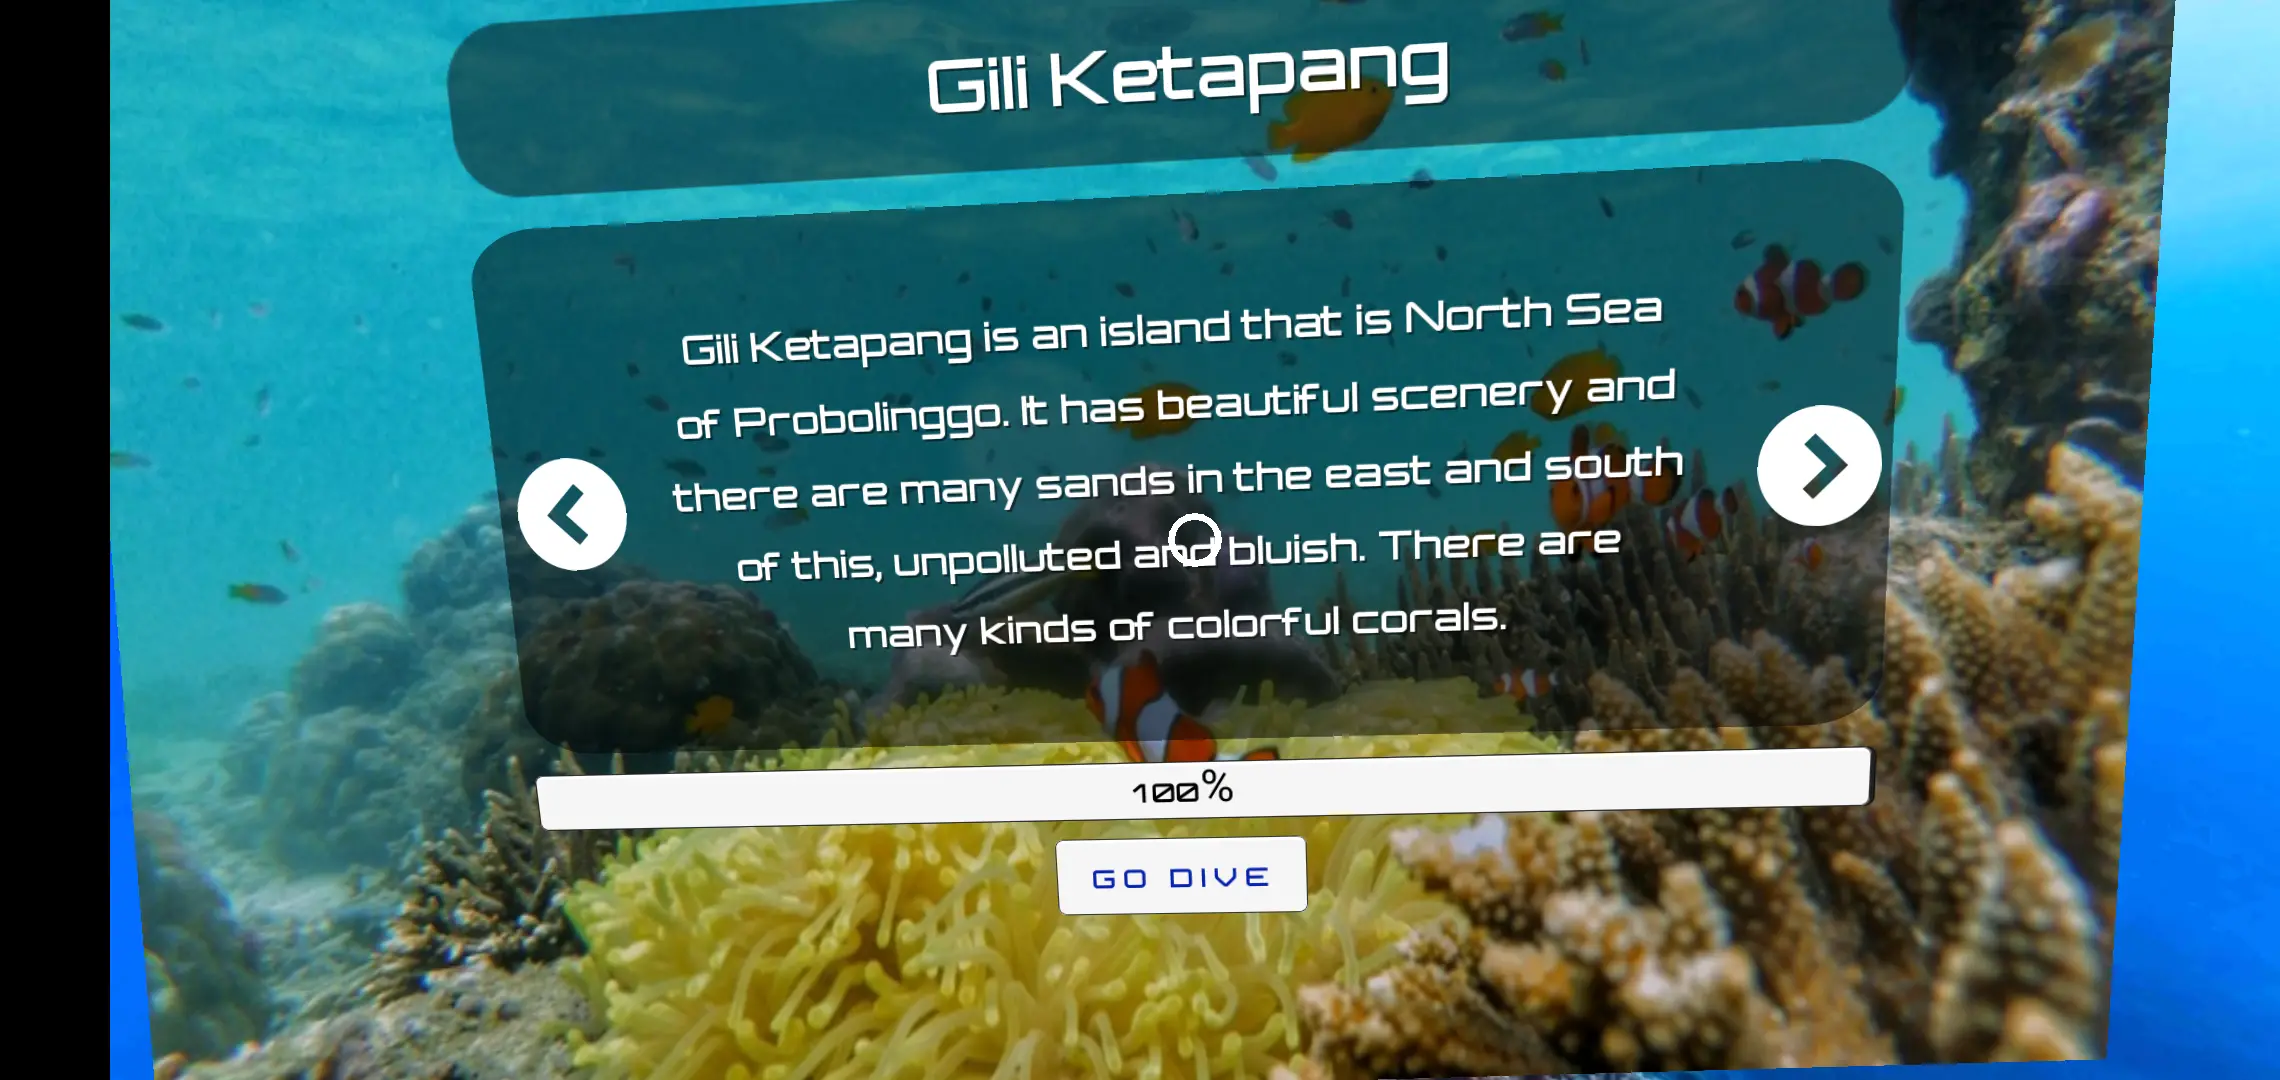 Gili Ketapang
Gili Ketapang is an island that is North Sea
of Probolinggo. It has beautiful scenery and
there are many sands in the east and south
of this, unpolluted and bluish. There are
many kinds of colorful corals.
100%
GO DIVE